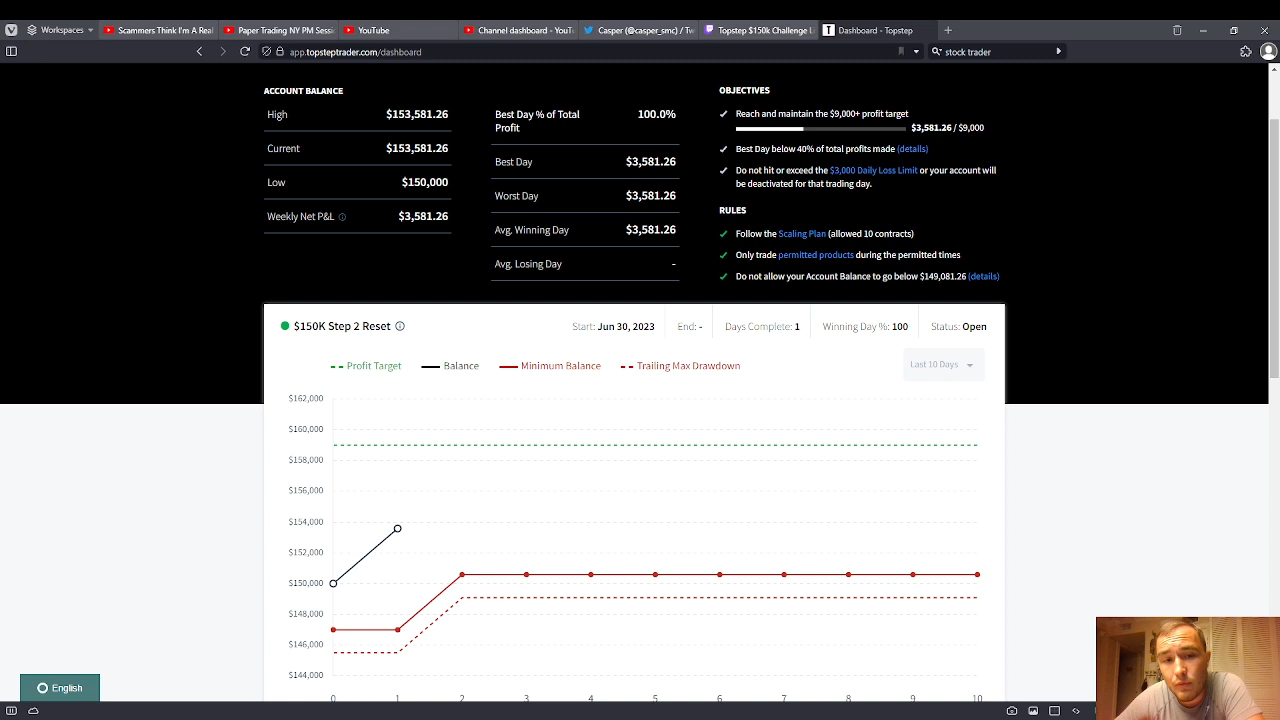 Workspaces
Scammers Think I'm A Real
Paper Trading NY PM Sessi
YouTube
Channel dashboard - YouT
Casper (@casper_smc) / Tw
Topstep $150k Challenge L
Dashboard - Topstep
app.topsteptrader.com/dashboard
stock trader
ACCOUNT BALANCE
High $153,581.26
Current $153,581.26
Low $150,000
Weekly Net P&L $3,581.26
Best Day % of Total 100.0%
Profit
Best Day $3,581.26
Worst Day $3,581.26
Avg. Winning Day $3,581.26
Avg. Losing Day -
OBJECTIVES
Reach and maintain the $9,000+ profit target
$3,581.26 / $9,000
Best Day below 40% of total profits made (details)
Do not hit or exceed the $3,000 Daily Loss Limit or your account will
be deactivated for that trading day.
RULES
Follow the Scaling Plan (allowed 10 contracts)
Only trade permitted products during the permitted times
Do not allow your Account Balance to go below $149,081.26 (details)
$150K Step 2 Reset
Start: Jun 30, 2023
End: -
Days Complete: 1
Winning Day %: 100
Status: Open
Profit Target
Balance
Minimum Balance
Trailing Max Drawdown
Last 10 Days
$162,000
$160,000
$158,000
$156,000
$154,000
$152,000
$150,000
$148,000
$146,000
$144,000
0 1 2 3 4 5 6 7 8 9 10
English